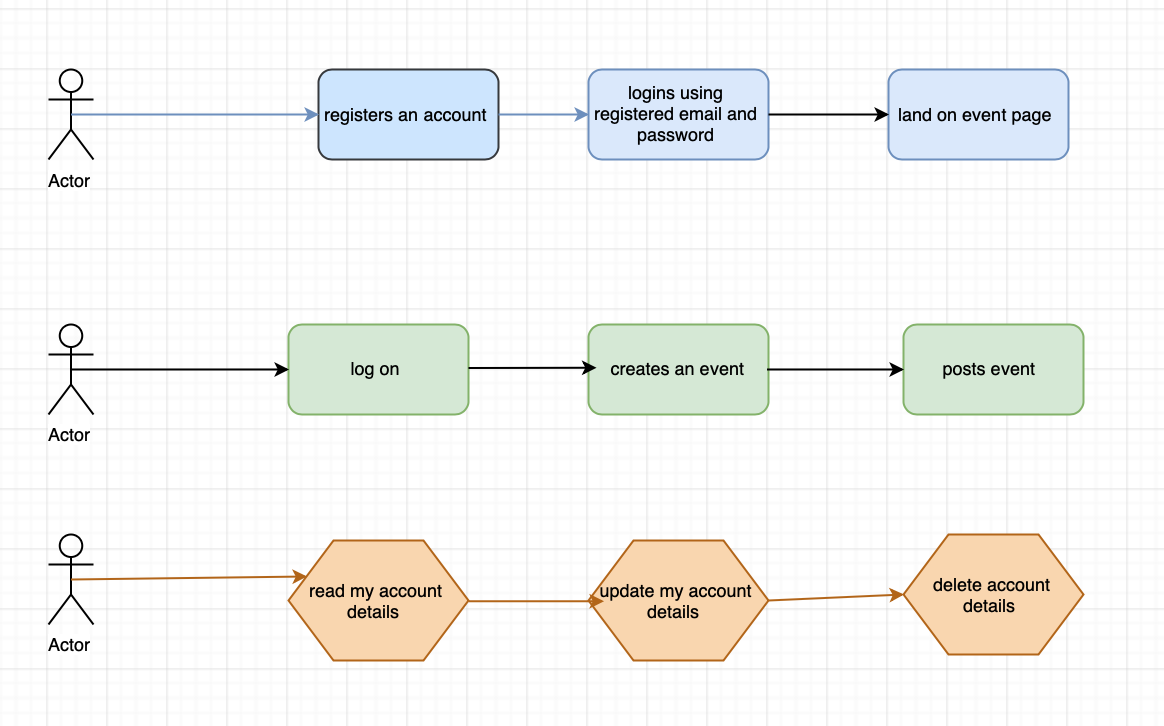 registers an account
logins using
registered email and
password
land on event page
Actor
log on
creates an event
posts event
Actor
read my account
details
update my account
details
delete account
details
Actor